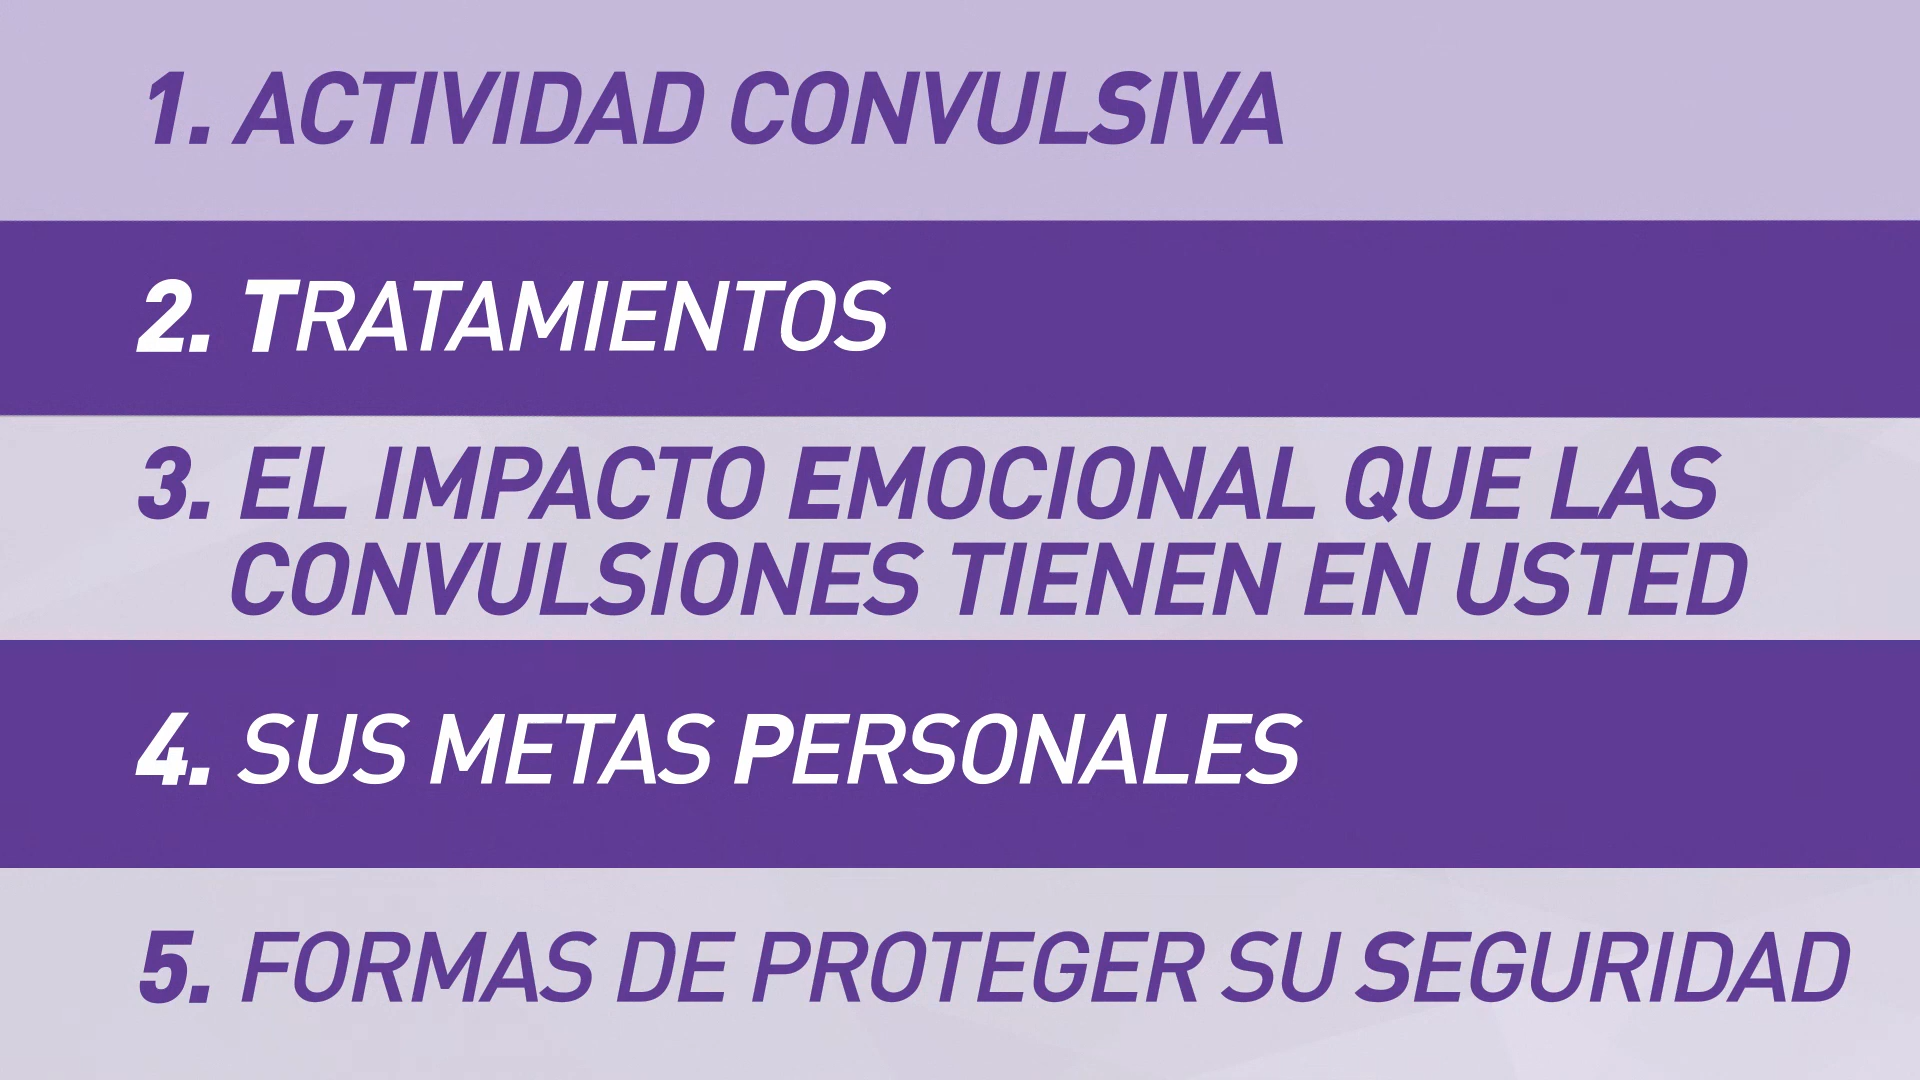 1. ACTIVIDAD CONVULSIVA
2. TRATAMIENTOS
3. EL IMPACTO EMOCIONAL QUE LAS
CONVULSIONES TIENEN EN USTED
4. SUS METAS PERSONALES
5. FORMAS DE PROTEGER SU SEGURIDAD